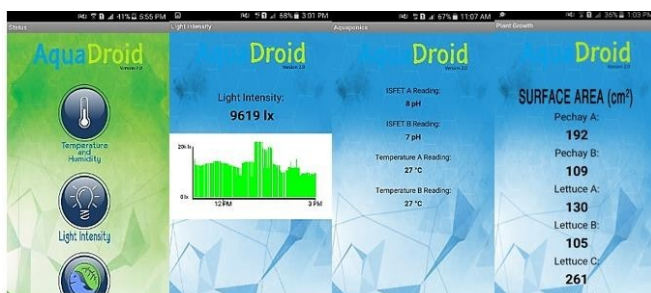 41% 6:55 PM
Status
AquaDroid
Version 2.0
Temperature
and
Humidity
Light Intensity
68% 3:01 PM
Light Intensity
AquaDroid
Version 2.0
Light Intensity:
9619 lx
20k lx
0 lx
12 PM
3 PM
67% 11:07 AM
Aquaponics
AquaDroid
Version 2.0
ISFET A Reading:
8 pH
ISFET B Reading:
7 pH
Temperature A Reading:
27 °C
Temperature B Reading:
27 °C
36% 1:03 PM
Plant Growth
AquaDroid
Version 2.0
SURFACE AREA (cm²)
Pechay A:
192
Pechay B:
109
Lettuce A:
130
Lettuce B:
105
Lettuce C:
261